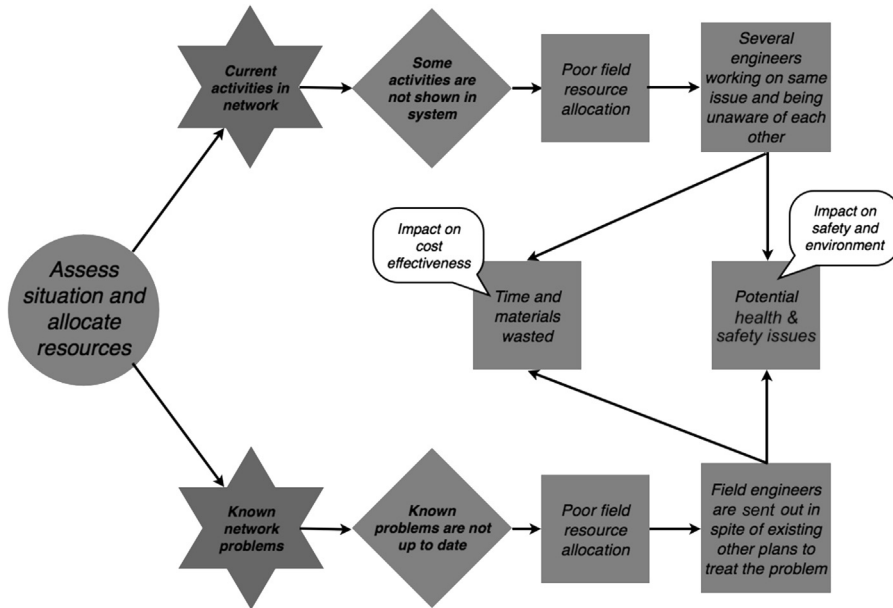 Current
activities in
network
Some
activities are
not shown in
system
Poor field
resource
allocation
Several
engineers
working on same
issue and being
unaware of each
other
Impact on
cost
effectiveness
Impact on
safety and
environment
Assess
situation and
allocate
resources
Time and
materials
wasted
Potential
health &
safety issues
Known
network
problems
Known
problems are not
up to date
Poor field
resource
allocation
Field engineers
are sent out in
spite of existing
other plans to
treat the problem